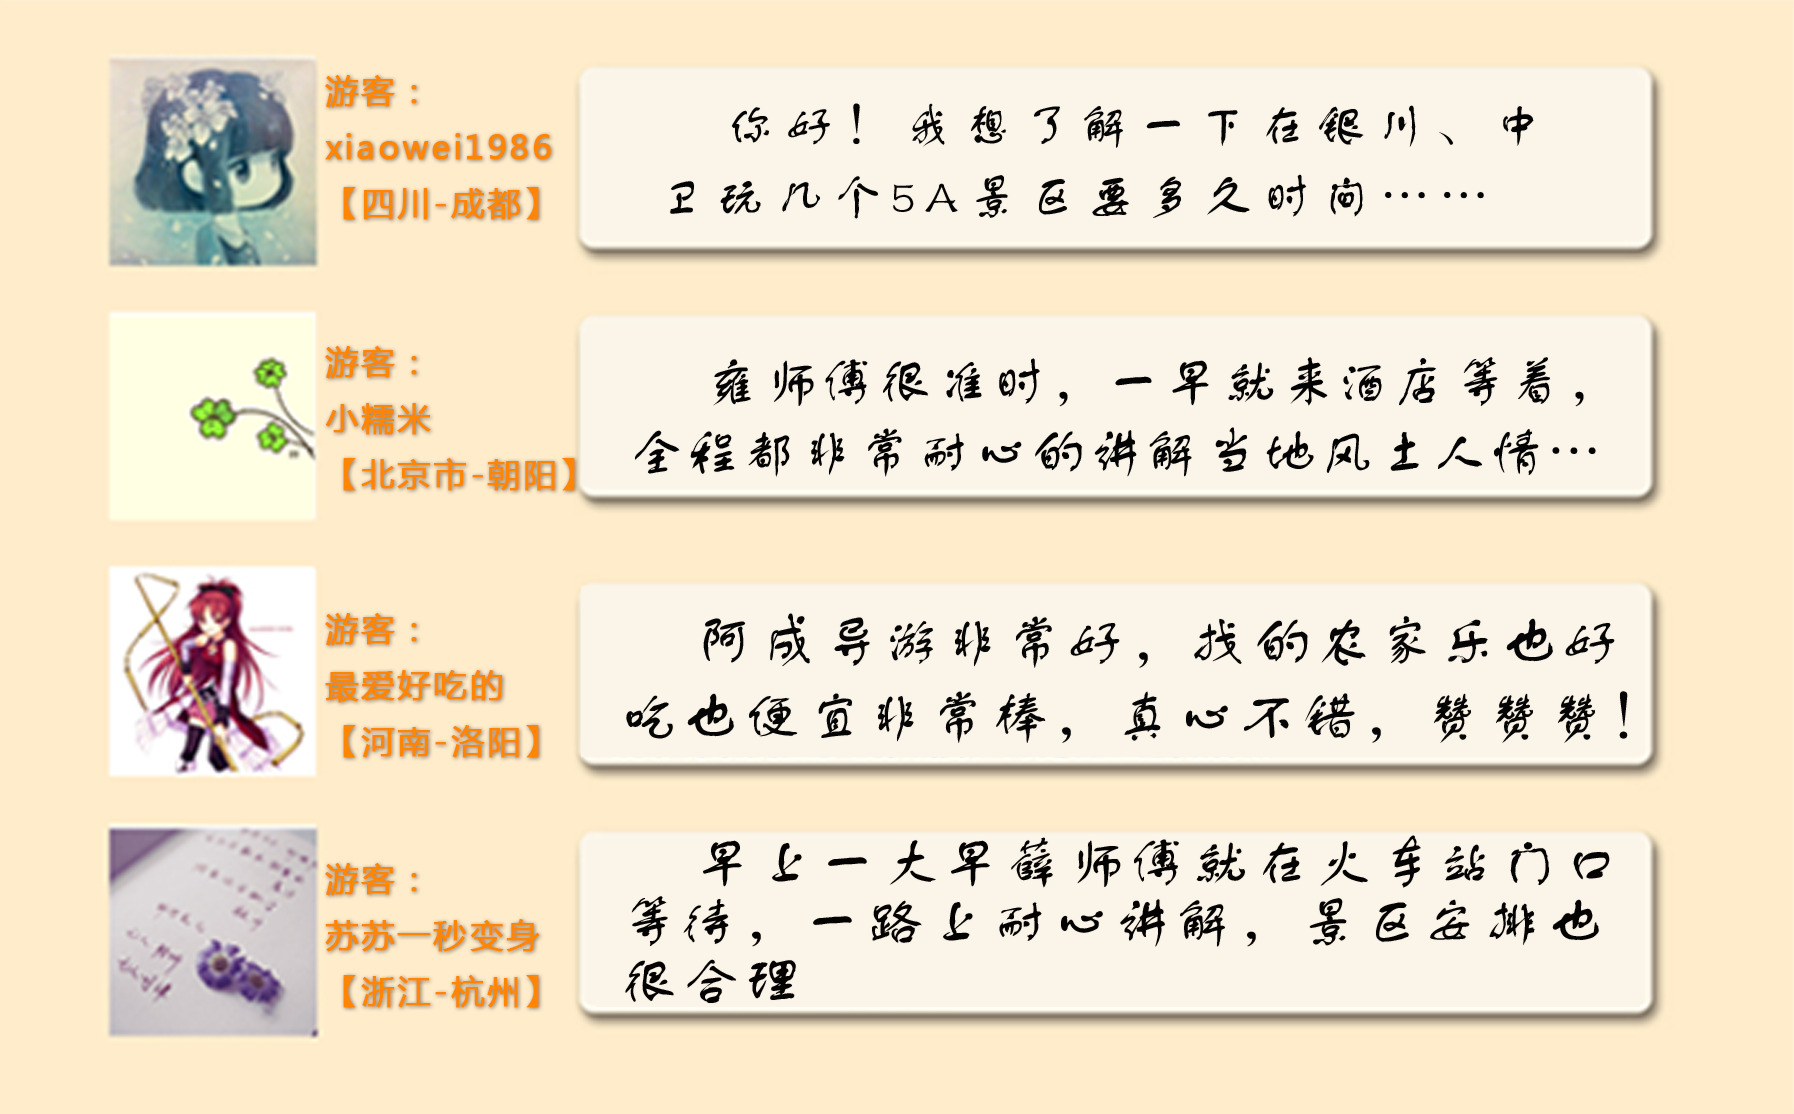 游客：
xiaowei1986
【四川-成都】
你好！我想了解一下在银川、中
卫玩几个5A景区要多久时间……
游客：
小糯米
【北京市-朝阳】
雍师傅很准时，一早就来酒店等着，
全程都非常耐心的讲解当地风土人情…
游客：
最爱好吃的
【河南-洛阳】
阿成导游非常好，找的农家乐也好
吃也便宜非常棒，真心不错，赞赞赞！
游客：
苏苏一秒变身
【浙江-杭州】
早上一大早薛师傅就在火车站门口
等待，一路上耐心讲解，景区安排也
很合理